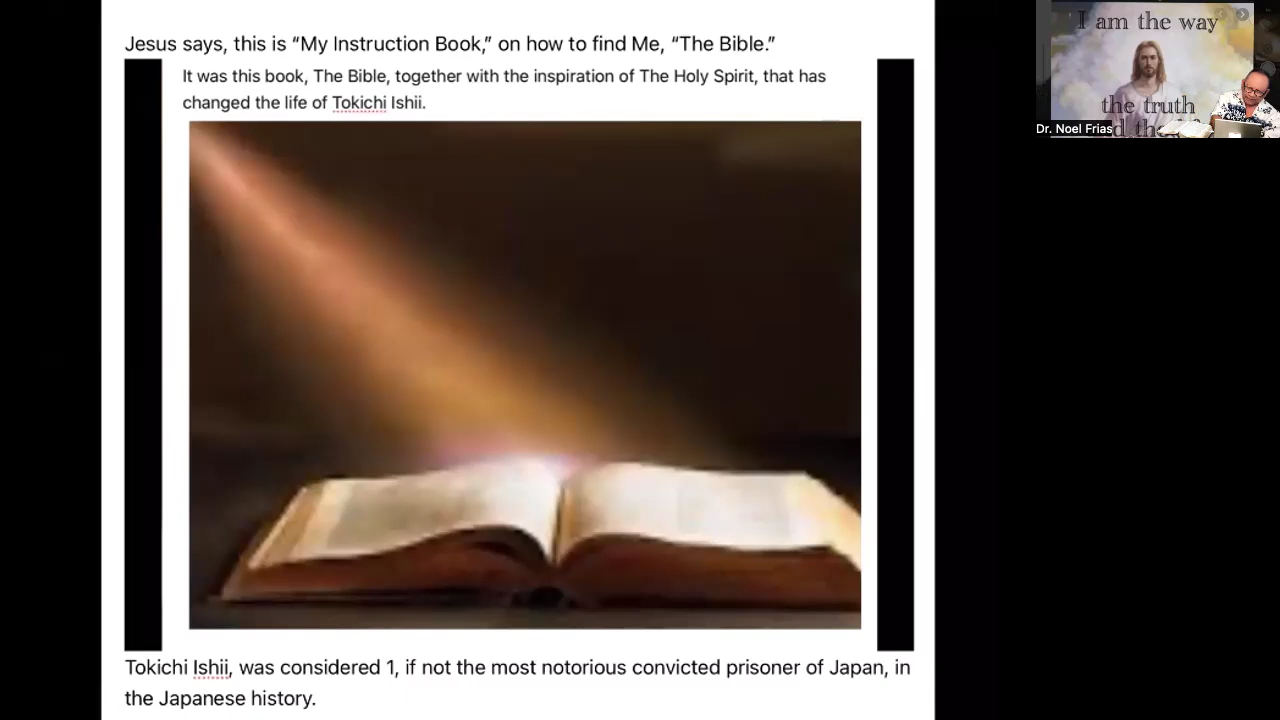 Jesus says, this is “My Instruction Book,” on how to find Me, “The Bible.”
It was this book, The Bible, together with the inspiration of The Holy Spirit, that has
changed the life of Tokichi Ishii.
Tokichi Ishii, was considered 1, if not the most notorious convicted prisoner of Japan, in
the Japanese history.
I am the way
the truth
Dr. Noel Frias